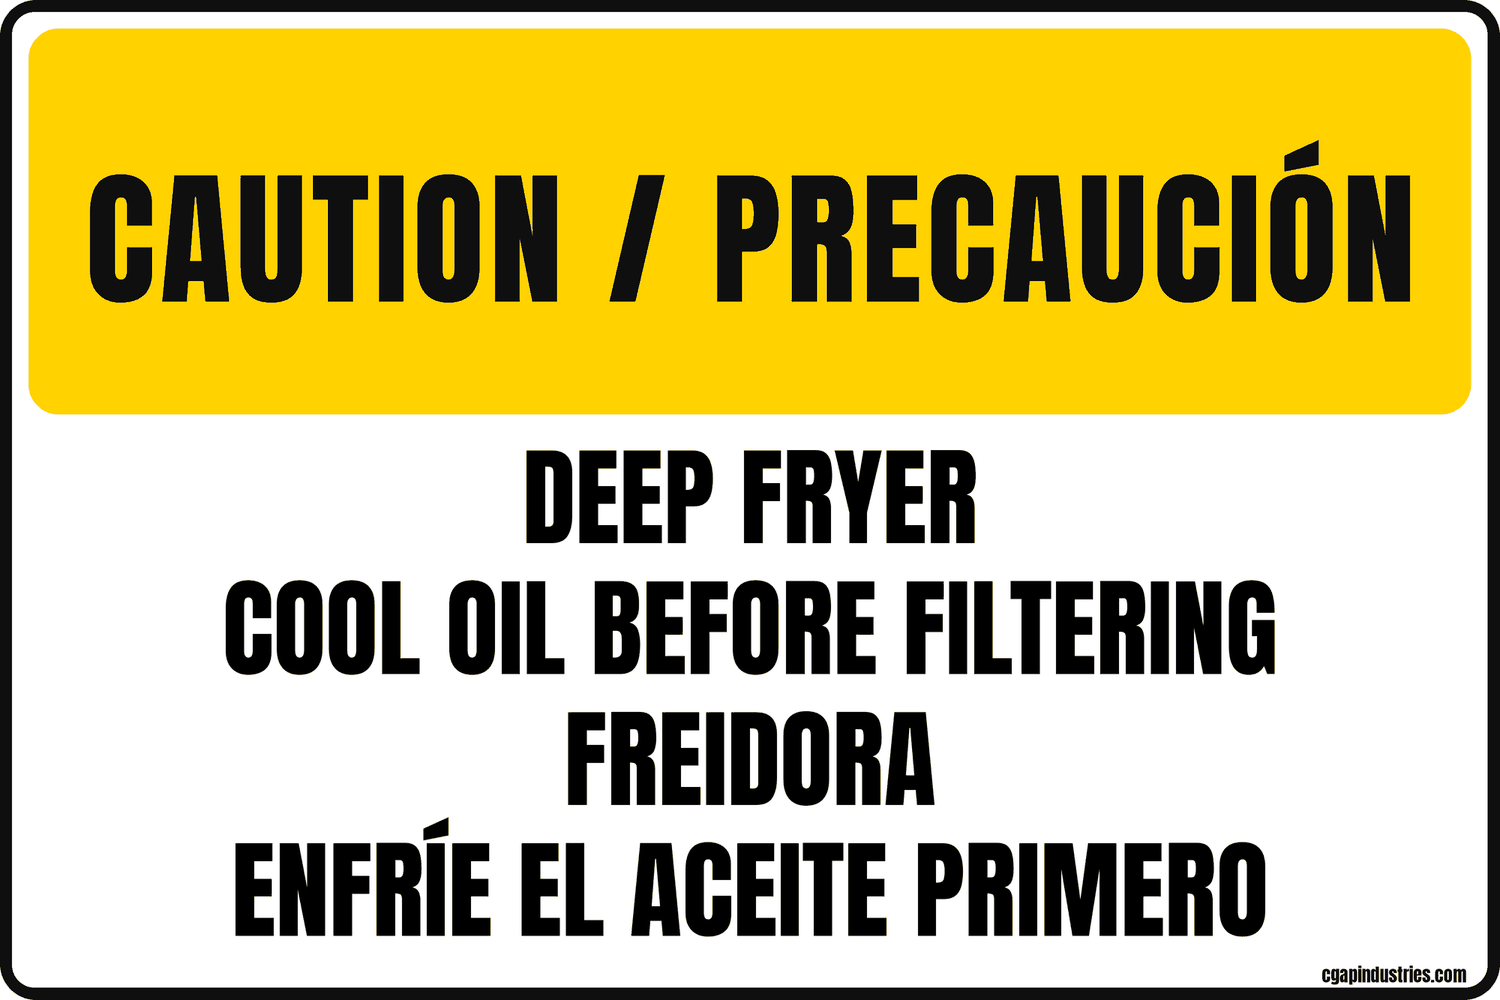 CAUTION / PRECAUCIÓN
DEEP FRYER
COOL OIL BEFORE FILTERING
FREIDORA
ENFRÍE EL ACEITE PRIMERO
cgapindustries.com